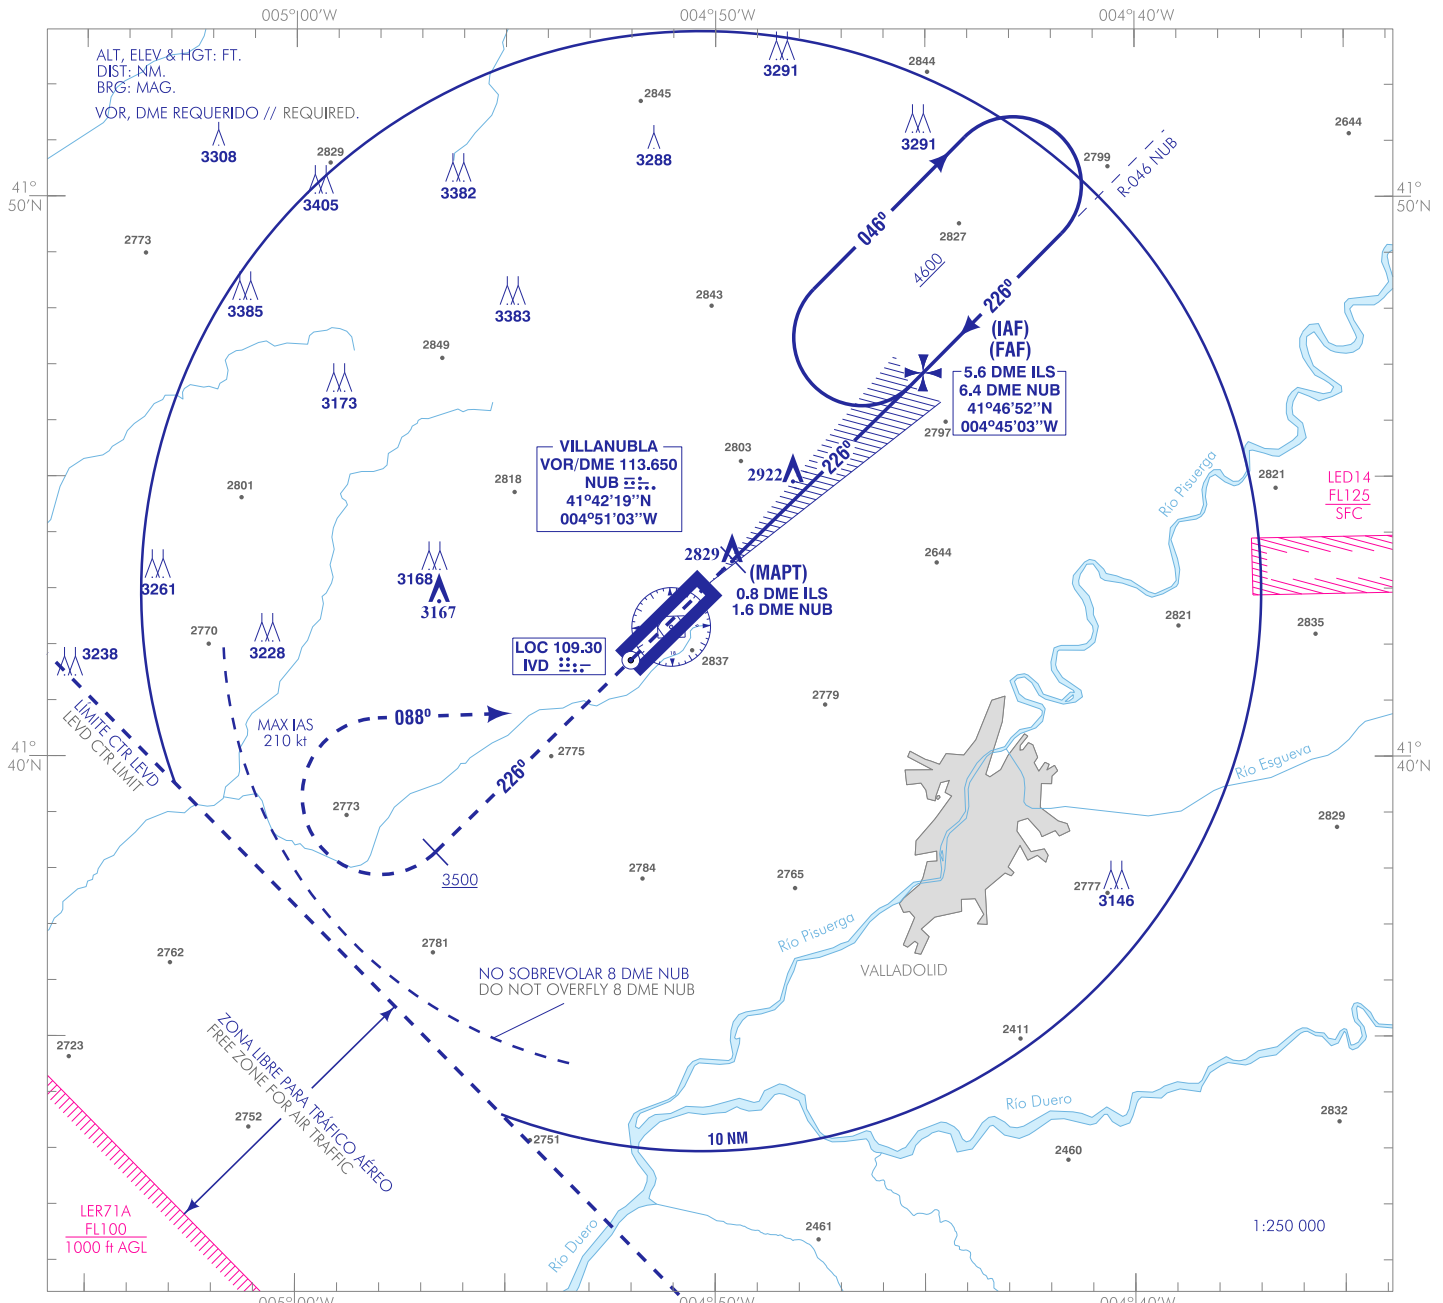 005°00'W
004°50'W
004°40'W
ALT, ELEV & HGT: FT.
DIST: NM.
BRG: MAG.
VOR, DME REQUERIDO // REQUIRED.
3291
2844
2845
3308
2829
3288
3291
2644
2799
R-046 NUB
3405
3382
41°
50'N
41°
50'N
2773
046°
2827
4600
3385
3383
2843
226°
(IAF)
(FAF)
2849
5.6 DME ILS
6.4 DME NUB
41°46'52''N
004°45'03''W
3173
2797
VILLANUBLA
VOR/DME 113.650
NUB
41°42'19''N
004°51'03''W
2803
2922
226°
2818
2801
Río Pisuerga
2821
LED14
FL125
SFC
2829
2644
(MAPT)
0.8 DME ILS
1.6 DME NUB
3168
3167
3261
2821
2835
2770
3228
3238
LOC 109.30
IVD
2837
LÍMITE CTR LEVD
LEVD CTR LIMIT
MAX IAS
210 kt
088°
2779
2775
226°
41°
40'N
41°
40'N
Río Esgueva
2773
2829
3500
2784
2765
2777
3146
Río Pisuerga
2781
2762
VALLADOLID
NO SOBREVOLAR 8 DME NUB
DO NOT OVERFLY 8 DME NUB
2723
2411
ZONA LIBRE PARA TRÁFICO AÉREO
FREE ZONE FOR AIR TRAFFIC
2752
Río Duero
2832
2751
10 NM
2460
LER71A
FL100
1000 ft AGL
Río Duero
2461
1:250 000
005°00'W
004°50'W
004°40'W